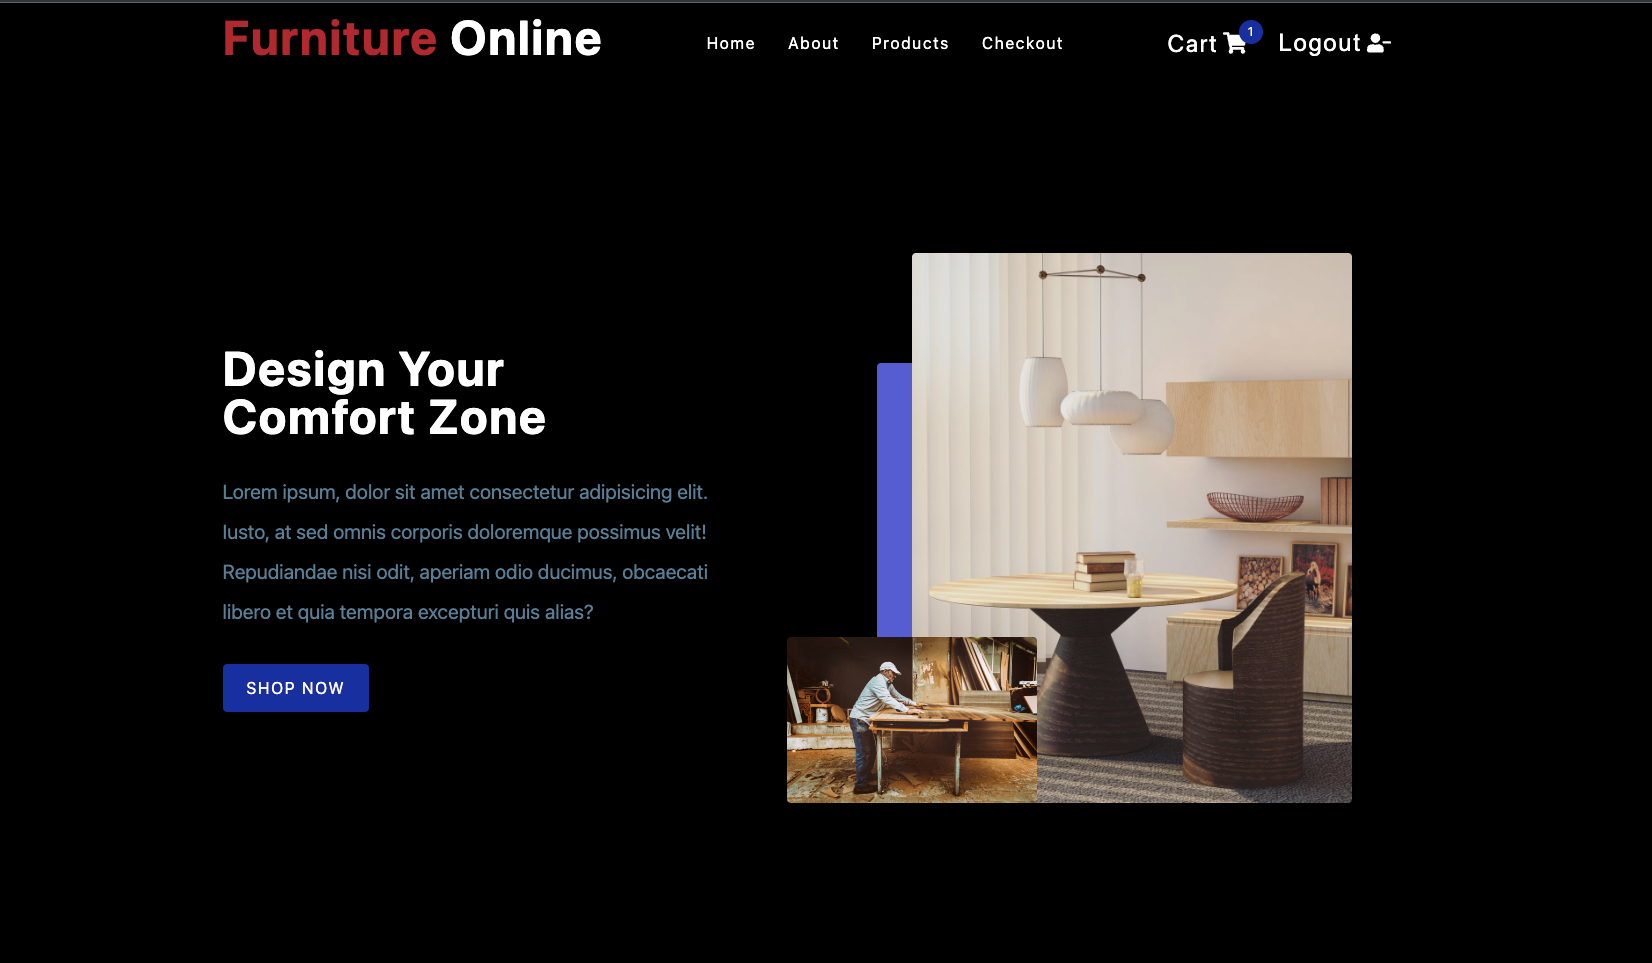 Furniture Online
Home About Products Checkout
Cart 1 Logout
Design Your
Comfort Zone
Lorem ipsum, dolor sit amet consectetur adipisicing elit.
Iusto, at sed omnis corporis doloremque possimus velit!
Repudiandae nisi odit, aperiam odio ducimus, obcaecati
libero et quia tempora excepturi quis alias?
SHOP NOW